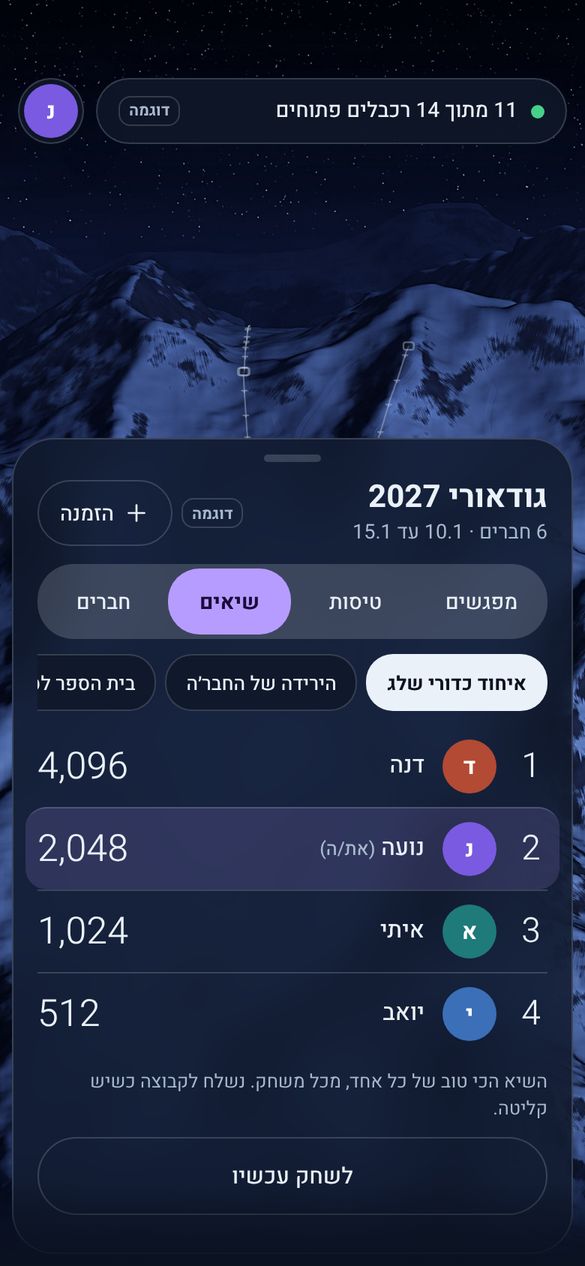 11 מתוך 14 רכבלים פתוחים
דוגמה
נ
גודאורי 2027
6 חברים · 10.1 עד 15.1
דוגמה
הזמנה
מפגשים
טיסות
שיאים
חברים
איחוד כדורי שלג
הירידה של החבר׳ה
בית הספר
1 ד דנה 4,096
2 נ נועה (את/ה) 2,048
3 א איתי 1,024
4 י יואב 512
השיא הכי טוב של כל אחד, מכל משחק. נשלח לקבוצה כשיש
קליטה.
לשחק עכשיו